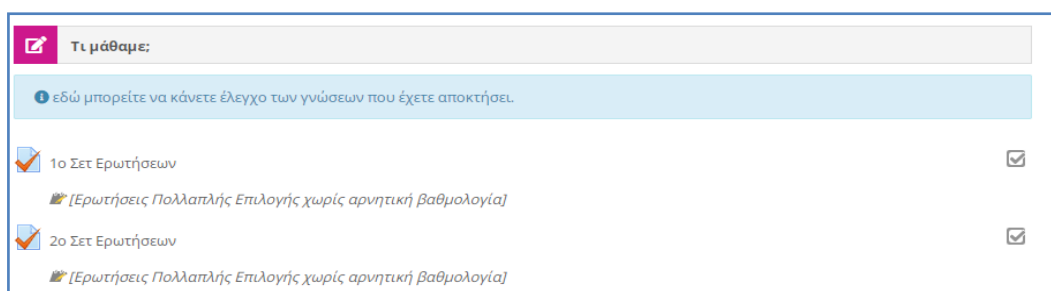 Τι μάθαμε;
εδώ μπορείτε να κάνετε έλεγχο των γνώσεων που έχετε αποκτήσει.
1ο Σετ Ερωτήσεων
[Ερωτήσεις Πολλαπλής Επιλογής χωρίς αρνητική βαθμολογία]
2ο Σετ Ερωτήσεων
[Ερωτήσεις Πολλαπλής Επιλογής χωρίς αρνητική βαθμολογία]